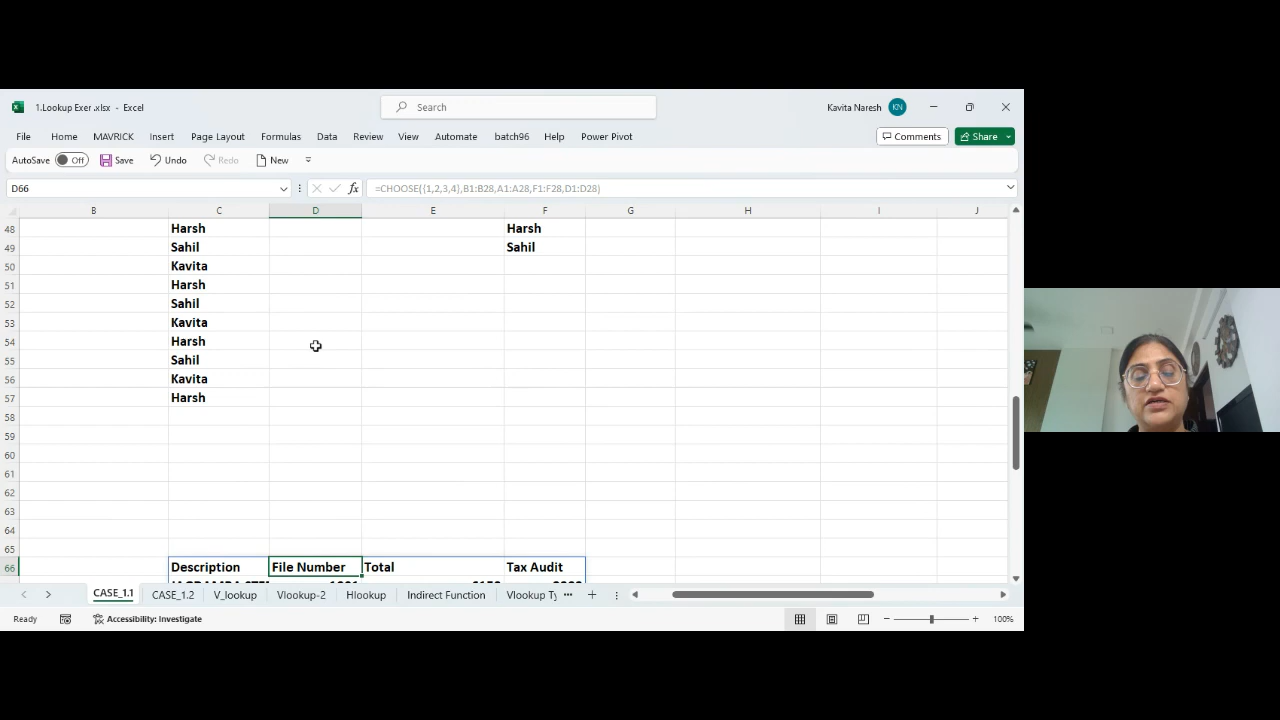 1.Lookup Exer .xlsx - Excel
Search
Kavita Naresh KN
File Home MAVRICK Insert Page Layout Formulas Data Review View Automate batch96 Help Power Pivot Comments Share
AutoSave Off Save Undo Redo New
D66 fx =CHOOSE({1,2,3,4},B1:B28,A1:A28,F1:F28,D1:D28)
B C D E F G H I J
48 Harsh Harsh
49 Sahil Sahil
50 Kavita
51 Harsh
52 Sahil
53 Kavita
54 Harsh
55 Sahil
56 Kavita
57 Harsh
58
59
60
61
62
63
64
65
66 Description File Number Total Tax Audit
CASE_1.1 CASE_1.2 V_lookup Vlookup-2 Hlookup Indirect Function Vlookup Ty ...
Ready Accessibility: Investigate 100%